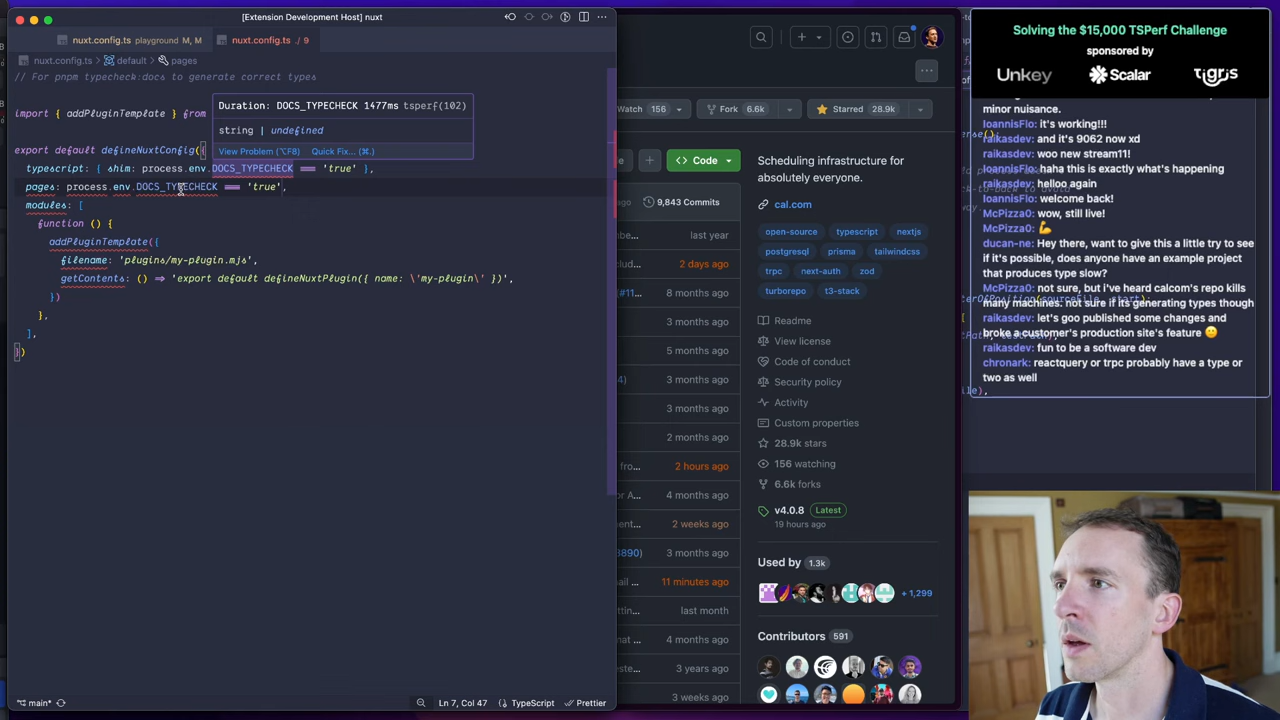 [Extension Development Host] nuxt
nuxt.config.ts playground M, M
nuxt.config.ts ./ 9
nuxt.config.ts > default > pages
// For pnpm typecheck:docs to generate correct types
import { addPluginTemplate } from
Duration: DOCS_TYPECHECK 1477ms tsperf(102)
string | undefined
View Problem (⌥F8) Quick Fix... (⌘.)
export default defineNuxtConfig({
typescript: { shim: process.env.DOCS_TYPECHECK === 'true' },
pages: process.env.DOCS_TYPECHECK === 'true',
modules: [
function () {
addPluginTemplate({
filename: 'plugins/my-plugin.mjs',
getContents: () => 'export default defineNuxtPlugin({ name: \'my-plugin\' })',
})
},
],
})
main*
Ln 7, Col 47
TypeScript
Prettier
Watch 156
Fork 6.6k
Starred 28.9k
Code
9,843 Commits
last year
2 days ago
8 months ago
3 months ago
5 months ago
3 months ago
3 months ago
2 months ago
2 hours ago
4 months ago
2 weeks ago
3 months ago
11 minutes ago
last month
4 months ago
3 years ago
3 weeks ago
Scheduling infrastructure for
absolutely everyone.
cal.com
open-source typescript nextjs
postgresql prisma tailwindcss
trpc next-auth zod
turborepo t3-stack
Readme
View license
Code of conduct
Security policy
Activity
Custom properties
28.9k stars
156 watching
6.6k forks
v4.0.8 Latest
19 hours ago
Used by 1.3k
+ 1,299
Contributors 591
Solving the $15,000 TSPerf Challenge
sponsored by
Unkey Scalar tigris
minor nuisance.
IoannisFlo: it's working!!!
raikasdev: and it's 9062 now xd
raikasdev: woo new stream11!
IoannisFlo: haha this is exactly what's happening
raikasdev: helloo again
IoannisFlo: welcome back!
McPizza0: wow, still live!
McPizza0: 💪
ducan-ne: Hey there, want to give this a little try to see
if it's possible, does anyone have an example project
that produces type slow?
McPizza0: not sure, but i've heard calcom's repo kills
many machines. not sure if its generating types though
raikasdev: let's goo published some changes and
broke a customer's production site's feature 🙁
raikasdev: fun to be a software dev
chronark: reactquery or trpc probably have a type or
two as well